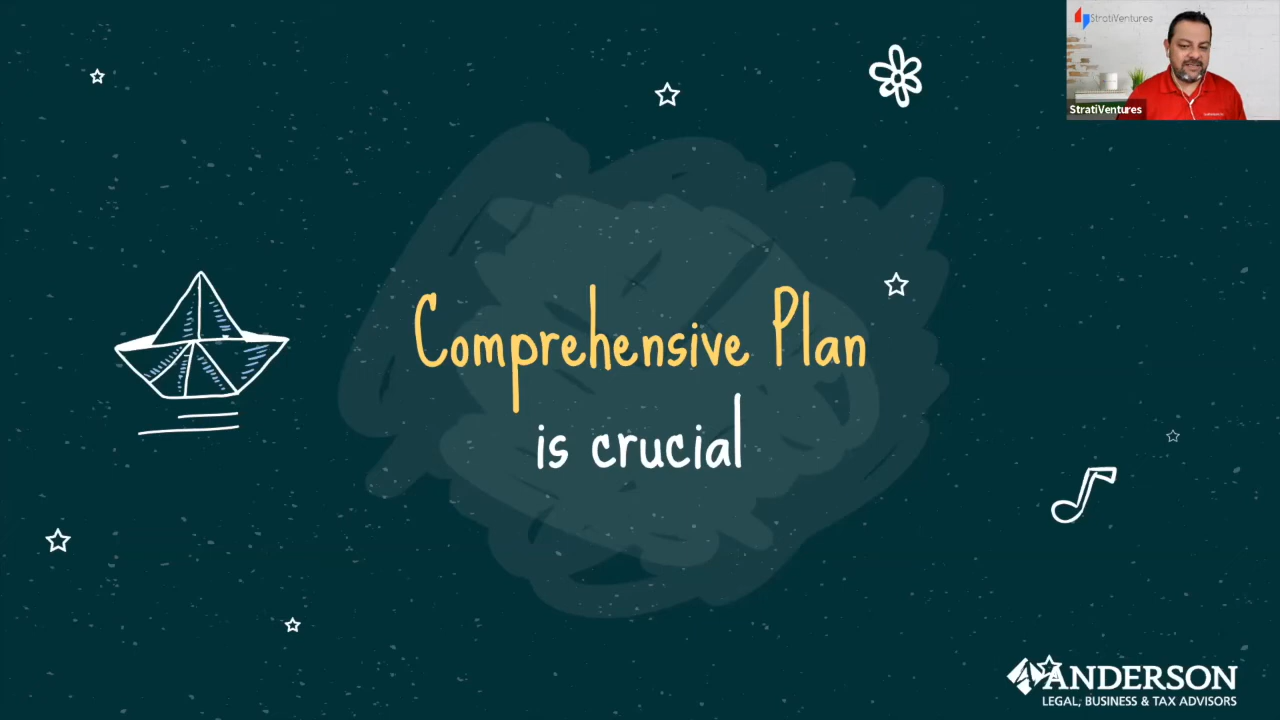 StratiVentures
StratiVentures
Comprehensive Plan
is crucial
ANDERSON
LEGAL, BUSINESS & TAX ADVISORS